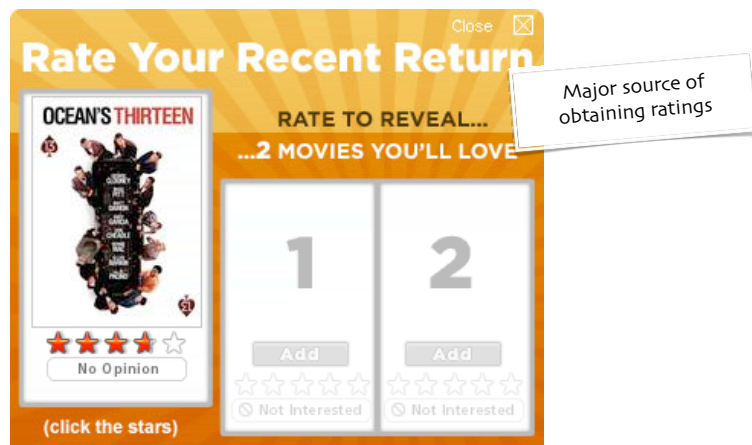 Close
Rate Your Recent Return
Major source of
obtaining ratings
OCEAN'S THIRTEEN
13
RATE TO REVEAL...
...2 MOVIES YOU'LL LOVE
1
2
Add
Add
No Opinion
Not Interested
Not Interested
(click the stars)